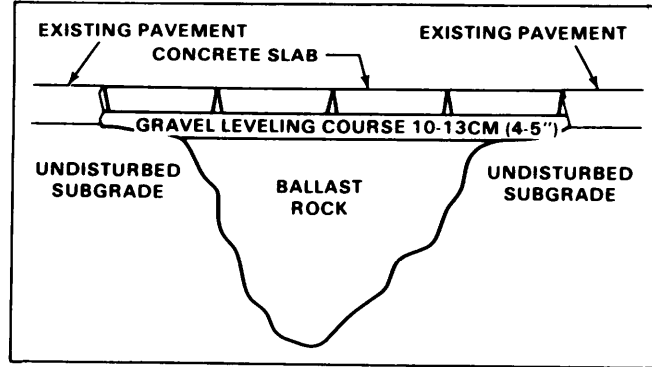 EXISTING PAVEMENT
EXISTING PAVEMENT
CONCRETE SLAB
GRAVEL LEVELING COURSE 10-13CM (4-5")
UNDISTURBED
SUBGRADE
BALLAST
ROCK
UNDISTURBED
SUBGRADE